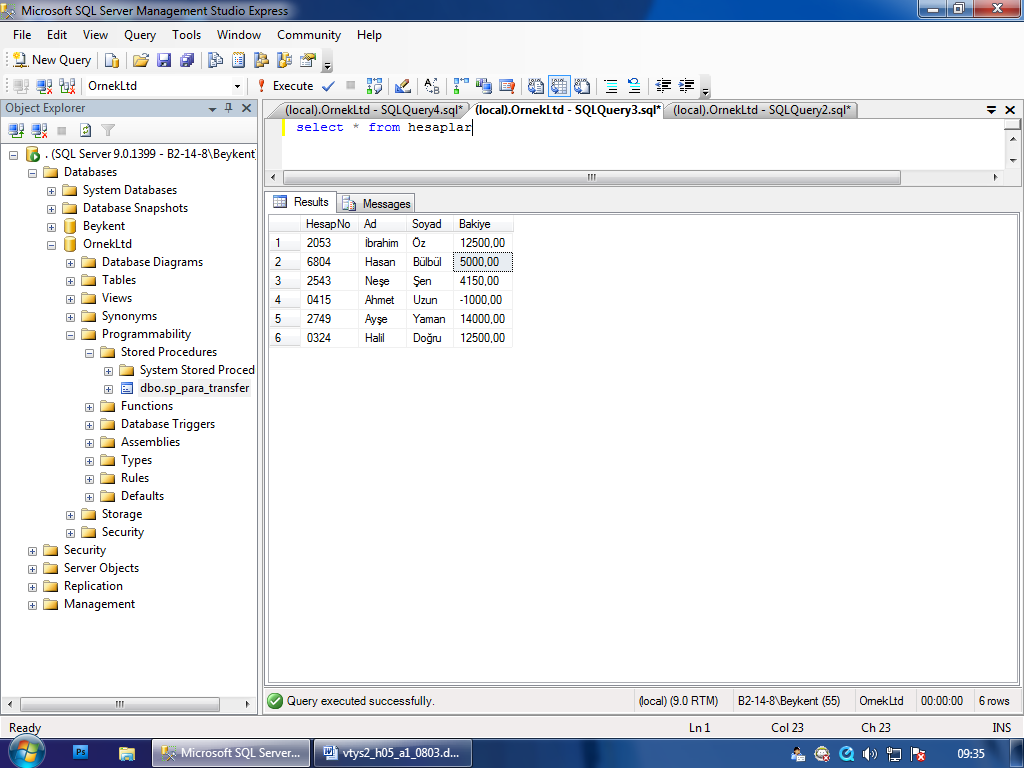 Microsoft SQL Server Management Studio Express
File Edit View Query Tools Window Community Help
New Query
OrnekLtd Execute
Object Explorer
(local).OrnekLtd - SQLQuery4.sql* (local).OrnekLtd - SQLQuery3.sql* (local).OrnekLtd - SQLQuery2.sql*
select * from hesaplar
. (SQL Server 9.0.1399 - B2-14-8\Beykent
Databases
System Databases
Database Snapshots
Beykent
OrnekLtd
Database Diagrams
Tables
Views
Synonyms
Programmability
Stored Procedures
System Stored Proced
dbo.sp_para_transfer
Functions
Database Triggers
Assemblies
Types
Rules
Defaults
Storage
Security
Security
Server Objects
Replication
Management
Results Messages
HesapNo Ad Soyad Bakiye
1 2053 İbrahim Öz 12500,00
2 6804 Hasan Bülbül 5000,00
3 2543 Neşe Şen 4150,00
4 0415 Ahmet Uzun -1000,00
5 2749 Ayşe Yaman 14000,00
6 0324 Halil Doğru 12500,00
Query executed successfully. (local) (9.0 RTM) B2-14-8\Beykent (55) OrnekLtd 00:00:00 6 rows
Ready Ln 1 Col 23 Ch 23 INS
Ps Microsoft SQL Server... vtys2_h05_a1_0803.d... 09:35